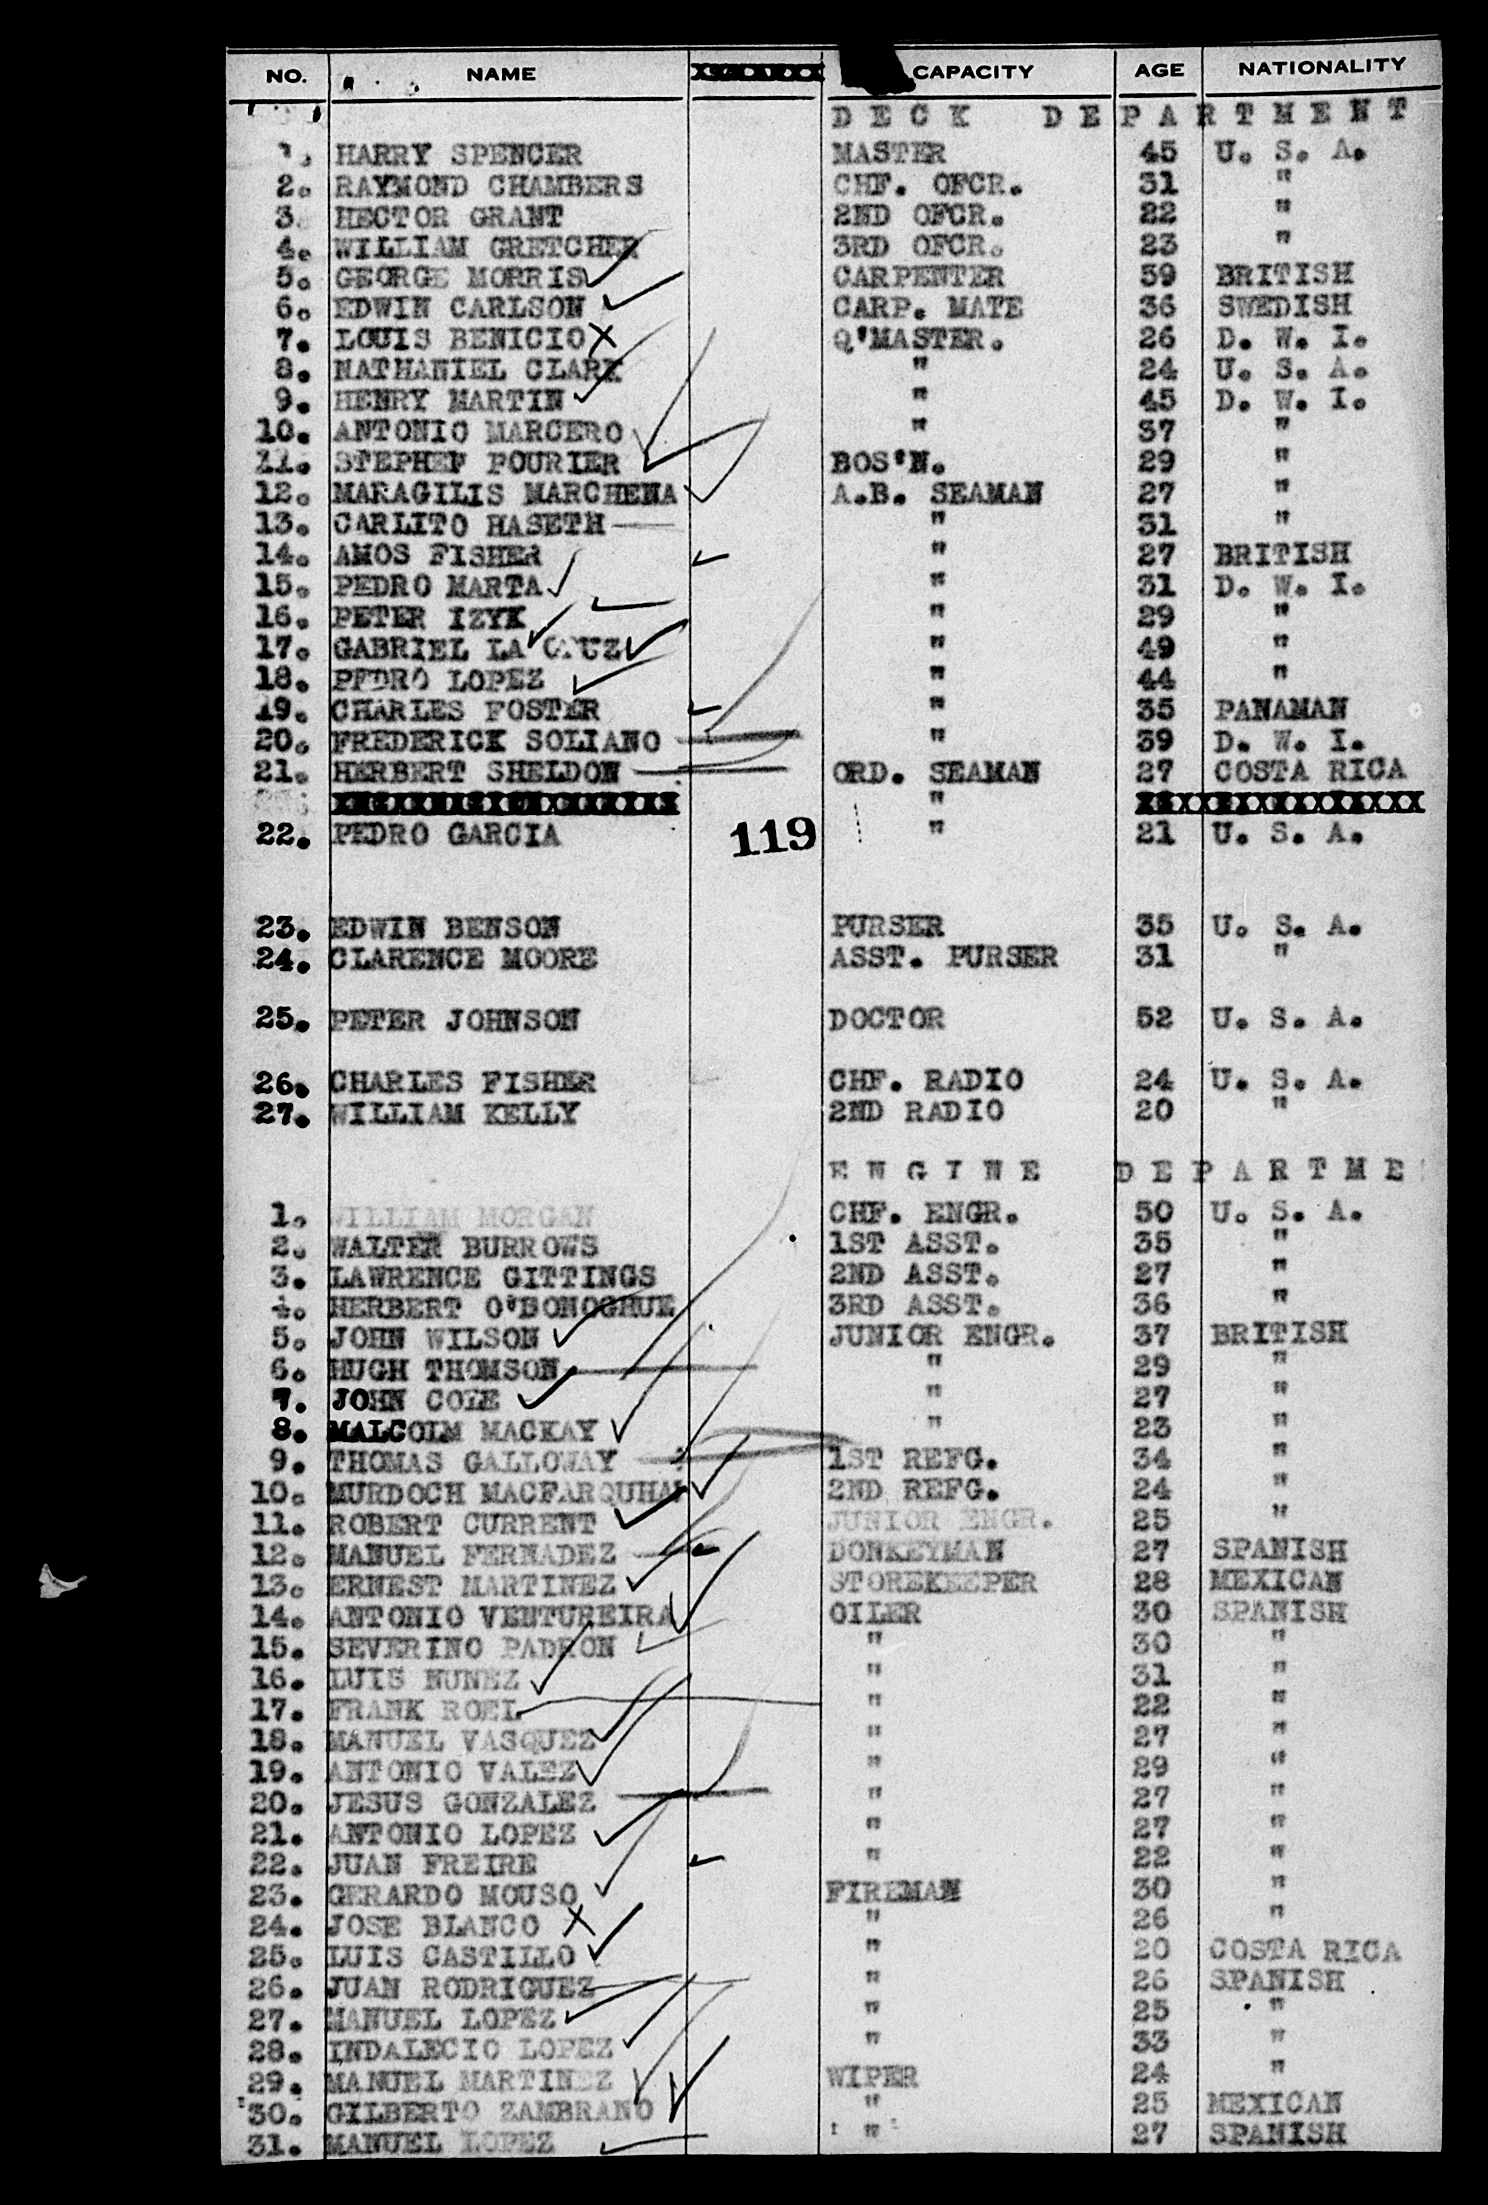 NO. NAME CAPACITY AGE NATIONALITY
DECK DEPARTMENT
1. HARRY SPENCER MASTER 45 U. S. A.
2. RAYMOND CHAMBERS CHF. OFCR. 31 "
3. HECTOR GRANT 2ND OFCR. 22 "
4. WILLIAM GRETCHER 3RD OFCR. 23 "
5. GEORGE MORRIS CARPENTER 39 BRITISH
6. EDWIN CARLSON CARP. MATE 36 SWEDISH
7. LOUIS BENICIO Q'MASTER. 26 D. W. I.
8. NATHANIEL CLARK " 24 U. S. A.
9. HENRY MARTIN " 45 D. W. I.
10. ANTONIO MARCERO " 37 "
11. STEPHEF FOURIER BOS'N. 29 "
12. MARAGILIS MARCHENA A.B. SEAMAN 27 "
13. CARLITO HASETH " 31 "
14. AMOS FISHER " 27 BRITISH
15. PEDRO MARTA " 31 D. W. I.
16. PETER IZYK " 29 "
17. GABRIEL LA CRUZ " 49 "
18. PEDRO LOPEZ " 44 "
19. CHARLES FOSTER " 35 PANAMAN
20. FREDERICK SOLIANO " 39 D. W. I.
21. HERBERT SHELDON ORD. SEAMAN 27 COSTA RICA
"
22. PEDRO GARCIA 119 " 21 U. S. A.
23. EDWIN BENSON PURSER 35 U. S. A.
24. CLARENCE MOORE ASST. PURSER 31 "
25. PETER JOHNSON DOCTOR 52 U. S. A.
26. CHARLES FISHER CHF. RADIO 24 U. S. A.
27. WILLIAM KELLY 2ND RADIO 20 "
ENGINE DEPARTME
1. WILLIAM MORGAN CHF. ENGR. 50 U. S. A.
2. WALTER BURROWS 1ST ASST. 35 "
3. LAWRENCE GITTINGS 2ND ASST. 27 "
4. HERBERT O'DONOGHUE 3RD ASST. 36 "
5. JOHN WILSON JUNIOR ENGR. 37 BRITISH
6. HUGH THOMSON " 29 "
7. JOHN COLE " 27 "
8. MALCOLM MACKAY " 23 "
9. THOMAS GALLOWAY 1ST REFG. 34 "
10. MURDOCH MACFARQUHAR 2ND REFG. 24 "
11. ROBERT CURRENT JUNIOR ENGR. 25 "
12. MANUEL FERNADEZ DONKEYMAN 27 SPANISH
13. ERNEST MARTINEZ STOREKEEPER 28 MEXICAN
14. ANTONIO VENTUREIRA OILER 30 SPANISH
15. SEVERINO PADRON " 30 "
16. LUIS NUNEZ " 31 "
17. FRANK ROEL " 22 "
18. MANUEL VASQUEZ " 27 "
19. ANTONIO VALEZ " 29 "
20. JESUS GONZALEZ " 27 "
21. ANTONIO LOPEZ " 27 "
22. JUAN FREIRE " 22 "
23. GERARDO MOUSO FIREMAN 30 "
24. JOSE BLANCO " 26 "
25. LUIS CASTILLO " 20 COSTA RICA
26. JUAN RODRIGUEZ " 26 SPANISH
27. MANUEL LOPEZ " 25 "
28. INDALECIO LOPEZ " 33 "
29. MANUEL MARTINEZ WIPER 24 "
30. GILBERTO ZAMBRANO " 25 MEXICAN
31. MANUEL LOPEZ " 27 SPANISH